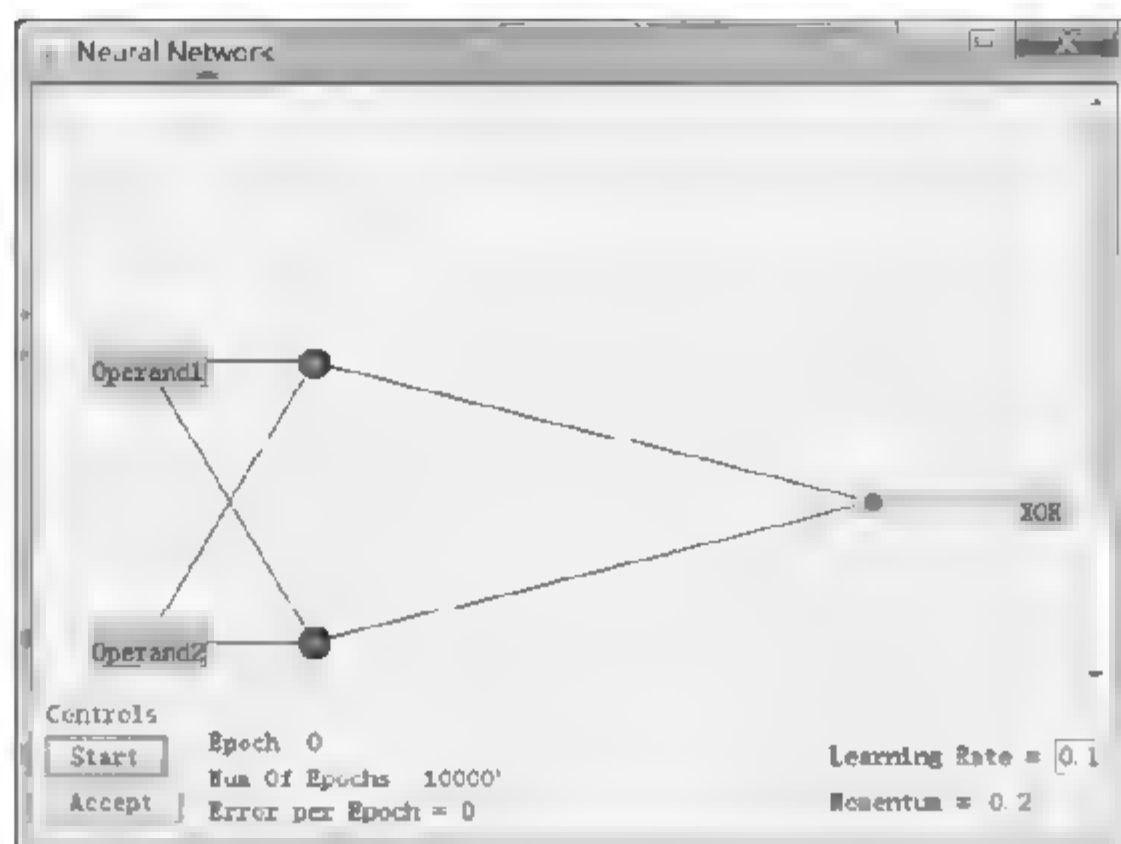 Neural Network
Operand1
XOR
Operand2
Controls
Start
Accept
Epoch 0
Num Of Epochs 10000
Error per Epoch = 0
Learning Rate = 0.1
Momentum = 0.2